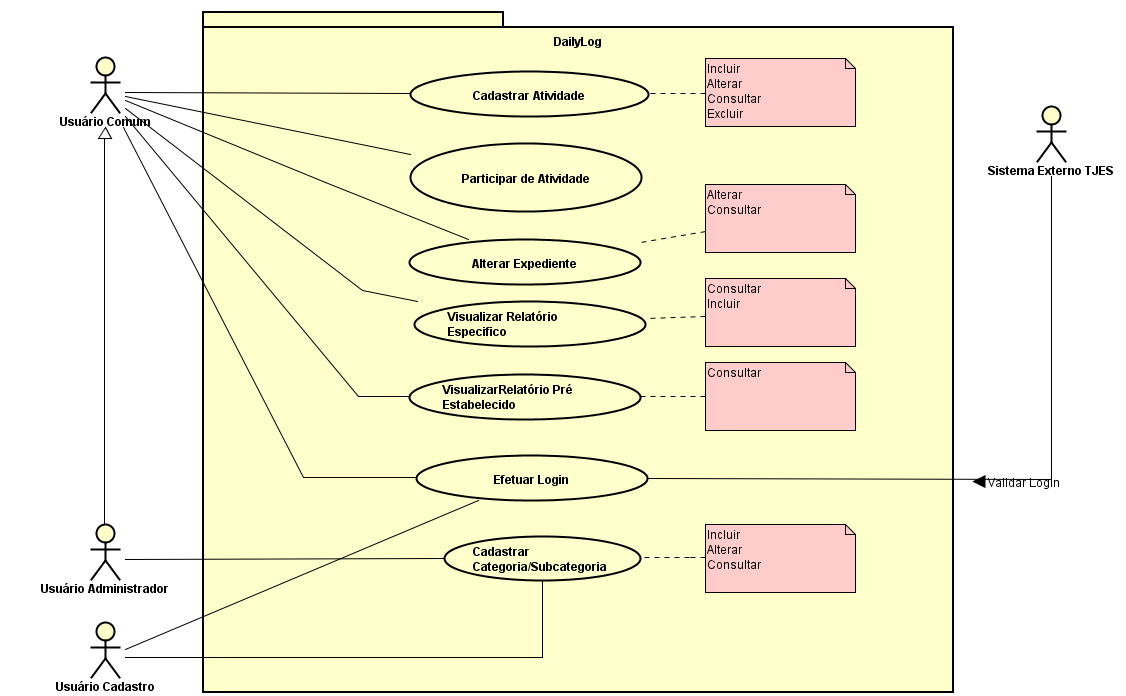 DailyLog
Usuário Comum
Cadastrar Atividade
Incluir
Alterar
Consultar
Excluir
Sistema Externo TJES
Participar de Atividade
Alterar
Consultar
Alterar Expediente
Visualizar Relatório
Especifico
Consultar
Incluir
VisualizarRelatório Pré
Estabelecido
Consultar
Efetuar Login
Validar Login
Usuário Administrador
Cadastrar
Categoria/Subcategoria
Incluir
Alterar
Consultar
Usuário Cadastro